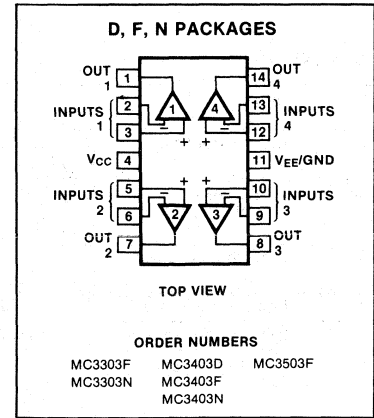 D, F, N PACKAGES
OUT 1
1
14
OUT 4
2
13
INPUTS 1
1
4
INPUTS 4
3
12
VCC
4
11
VEE/GND
5
10
INPUTS 2
INPUTS 3
6
2
3
9
OUT 2
7
8
OUT 3
− − + + + + − −
TOP VIEW
ORDER NUMBERS
MC3303F MC3403D MC3503F
MC3303N MC3403F
MC3403N